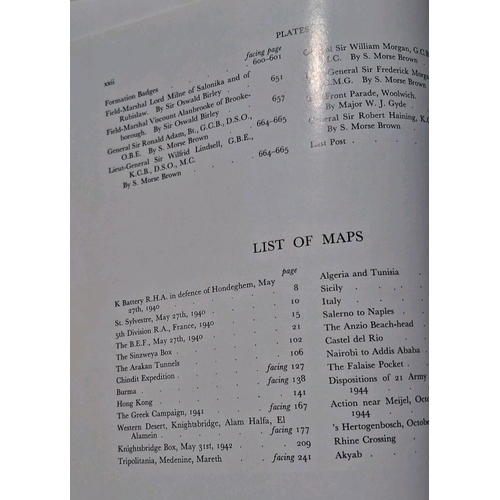 xxii
PLATES
facing page
Formation Badges . . . . 600–601
Field-Marshal Lord Milne of Salonika and of
Rubislaw. By Sir Oswald Birley . . 651
Field-Marshal Viscount Alanbrooke of Brooke-
borough. By Sir Oswald Birley . . 657
General Sir Ronald Adam, Bt., G.C.B., D.S.O.,
O.B.E. By S. Morse Brown . . 664–665
Lieut-General Sir Wilfrid Lindsell, G.B.E.,
K.C.B., D.S.O., M.C. . . 664–665
By S. Morse Brown
Sir William Morgan, G.C.B.
By S. Morse Brown
General Sir Frederick Morgan
By S. Morse Brown
Front Parade, Woolwich.
By Major W. J. Gyde .
General Sir Robert Haining, K.C
By S. Morse Brown
Last Post . .
LIST OF MAPS
page
K Battery R.H.A. in defence of Hondeghem, May
27th, 1940 . . . . 8
St. Sylvestre, May 27th, 1940 . . 10
5th Division R.A., France, 1940 . . 15
The B.E.F., May 27th, 1940 . . 21
The Sinzweya Box . . . 102
The Arakan Tunnels . . . 106
Chindit Expedition . . . facing 127
Burma . . . . facing 138
Hong Kong . . . . 141
The Greek Campaign, 1941 . . facing 167
Western Desert, Knightsbridge, Alam Halfa, El
Alamein . . . . facing 177
Knightsbridge Box, May 31st, 1942 . . 209
Tripolitania, Medenine, Mareth . facing 241
Algeria and Tunisia .
Sicily . . .
Italy . . .
Salerno to Naples .
The Anzio Beach-head .
Castel del Rio .
Nairobi to Addis Ababa .
The Falaise Pocket .
Dispositions of 21 Army
1944 . .
Action near Meijel, Octo
1944 . .
's Hertogenbosch, Octobe
Rhine Crossing .
Akyab . .